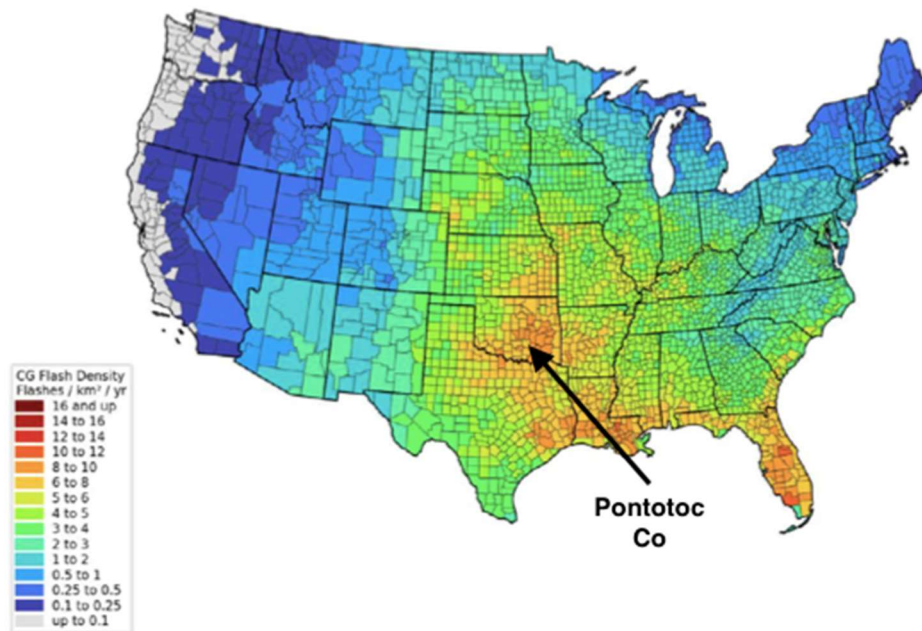 CG Flash Density
Flashes / km² / yr
16 and up
14 to 16
12 to 14
10 to 12
8 to 10
6 to 8
5 to 6
4 to 5
3 to 4
2 to 3
1 to 2
0.5 to 1
0.25 to 0.5
0.1 to 0.25
up to 0.1
Pontotoc
Co